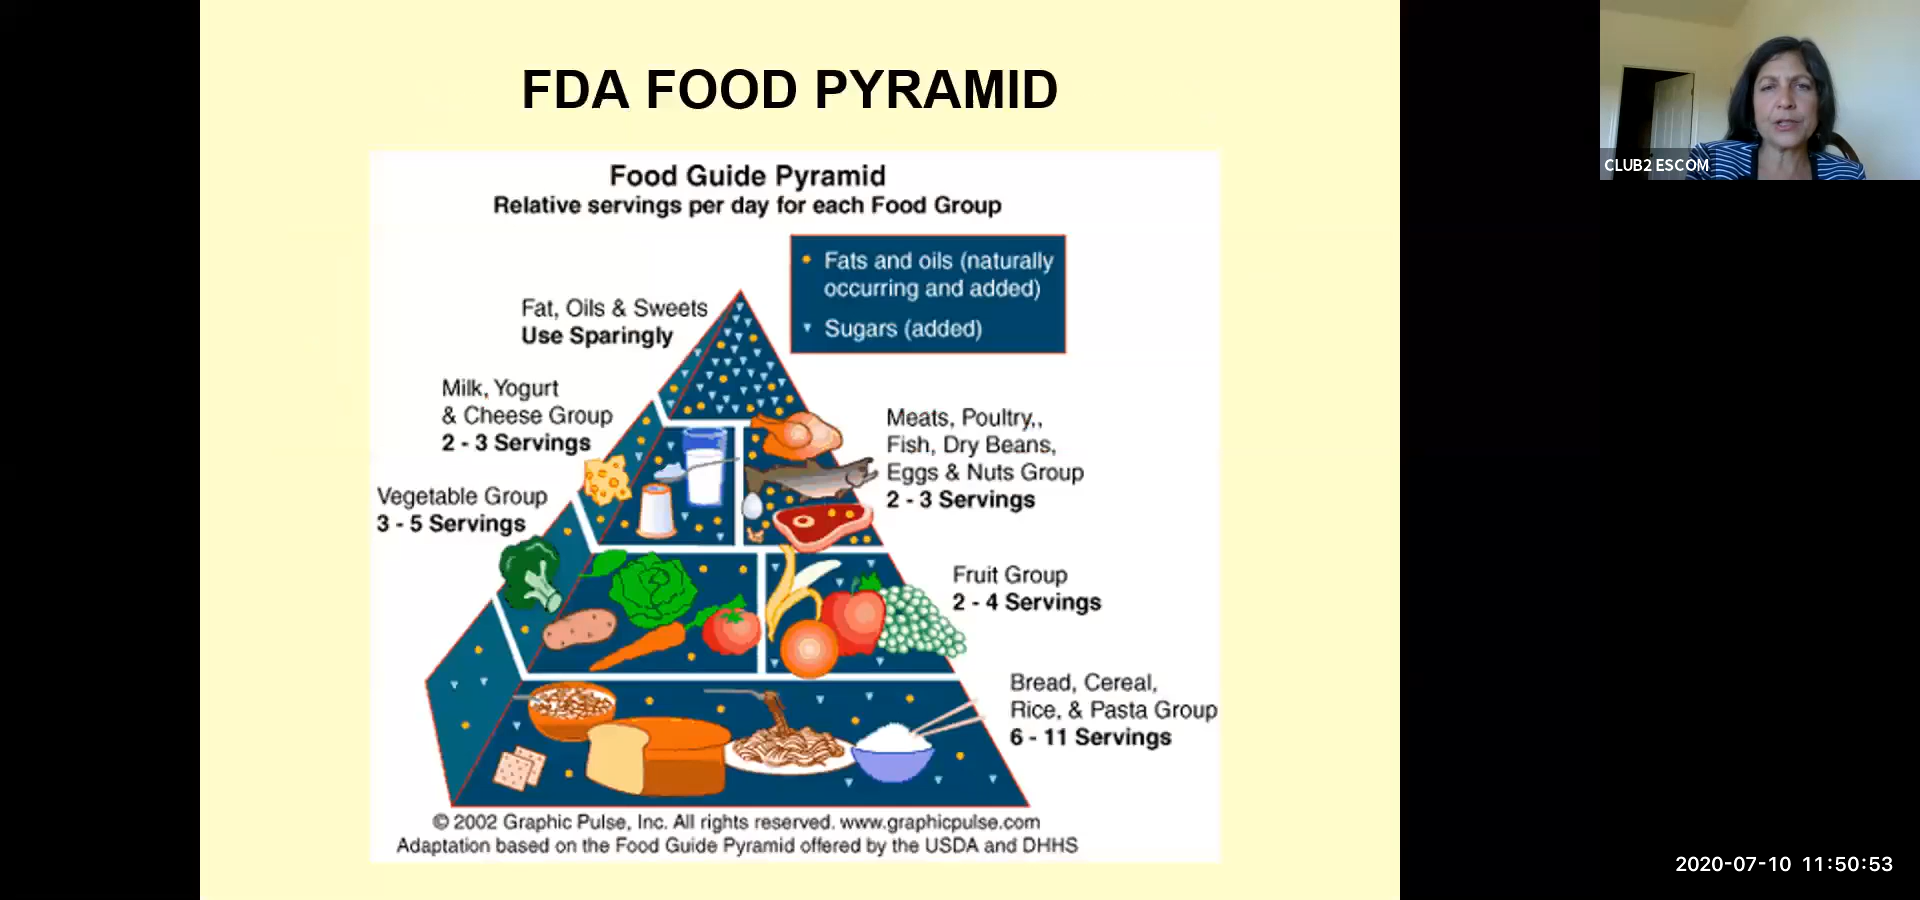 FDA FOOD PYRAMID
Food Guide Pyramid
Relative servings per day for each Food Group
Fats and oils (naturally
occurring and added)
Sugars (added)
Fat, Oils & Sweets
Use Sparingly
Milk, Yogurt
& Cheese Group
2 - 3 Servings
Meats, Poultry,,
Fish, Dry Beans,
Eggs & Nuts Group
2 - 3 Servings
Vegetable Group
3 - 5 Servings
Fruit Group
2 - 4 Servings
Bread, Cereal,
Rice, & Pasta Group
6 - 11 Servings
© 2002 Graphic Pulse, Inc. All rights reserved. www.graphicpulse.com
Adaptation based on the Food Guide Pyramid offered by the USDA and DHHS
CLUB2 ESCOM
2020-07-10 11:50:53